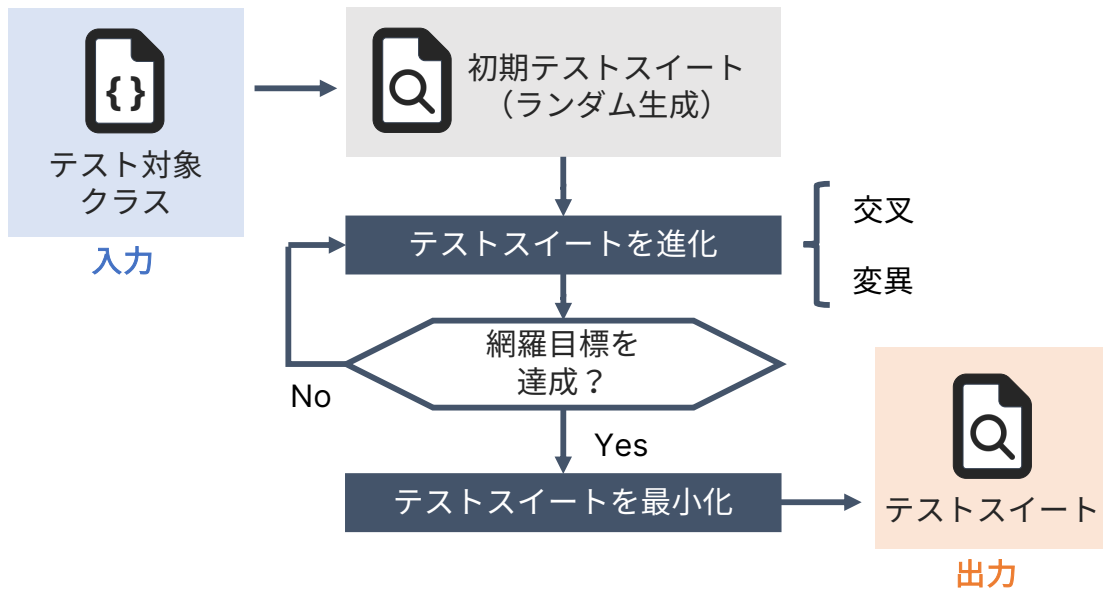 { }
テスト対象
クラス
入力
初期テストスイート
（ランダム生成）
テストスイートを進化
交叉
変異
網羅目標を
達成？
No
Yes
テストスイートを最小化
テストスイート
出力